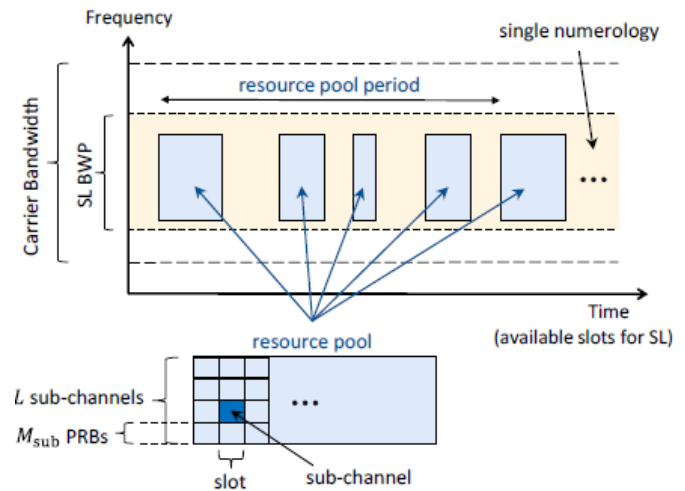 Frequency
single numerology
resource pool period
Carrier Bandwidth
SL BWP
•••
Time
(available slots for SL)
resource pool
L sub-channels
•••
Msub PRBs
slot
sub-channel